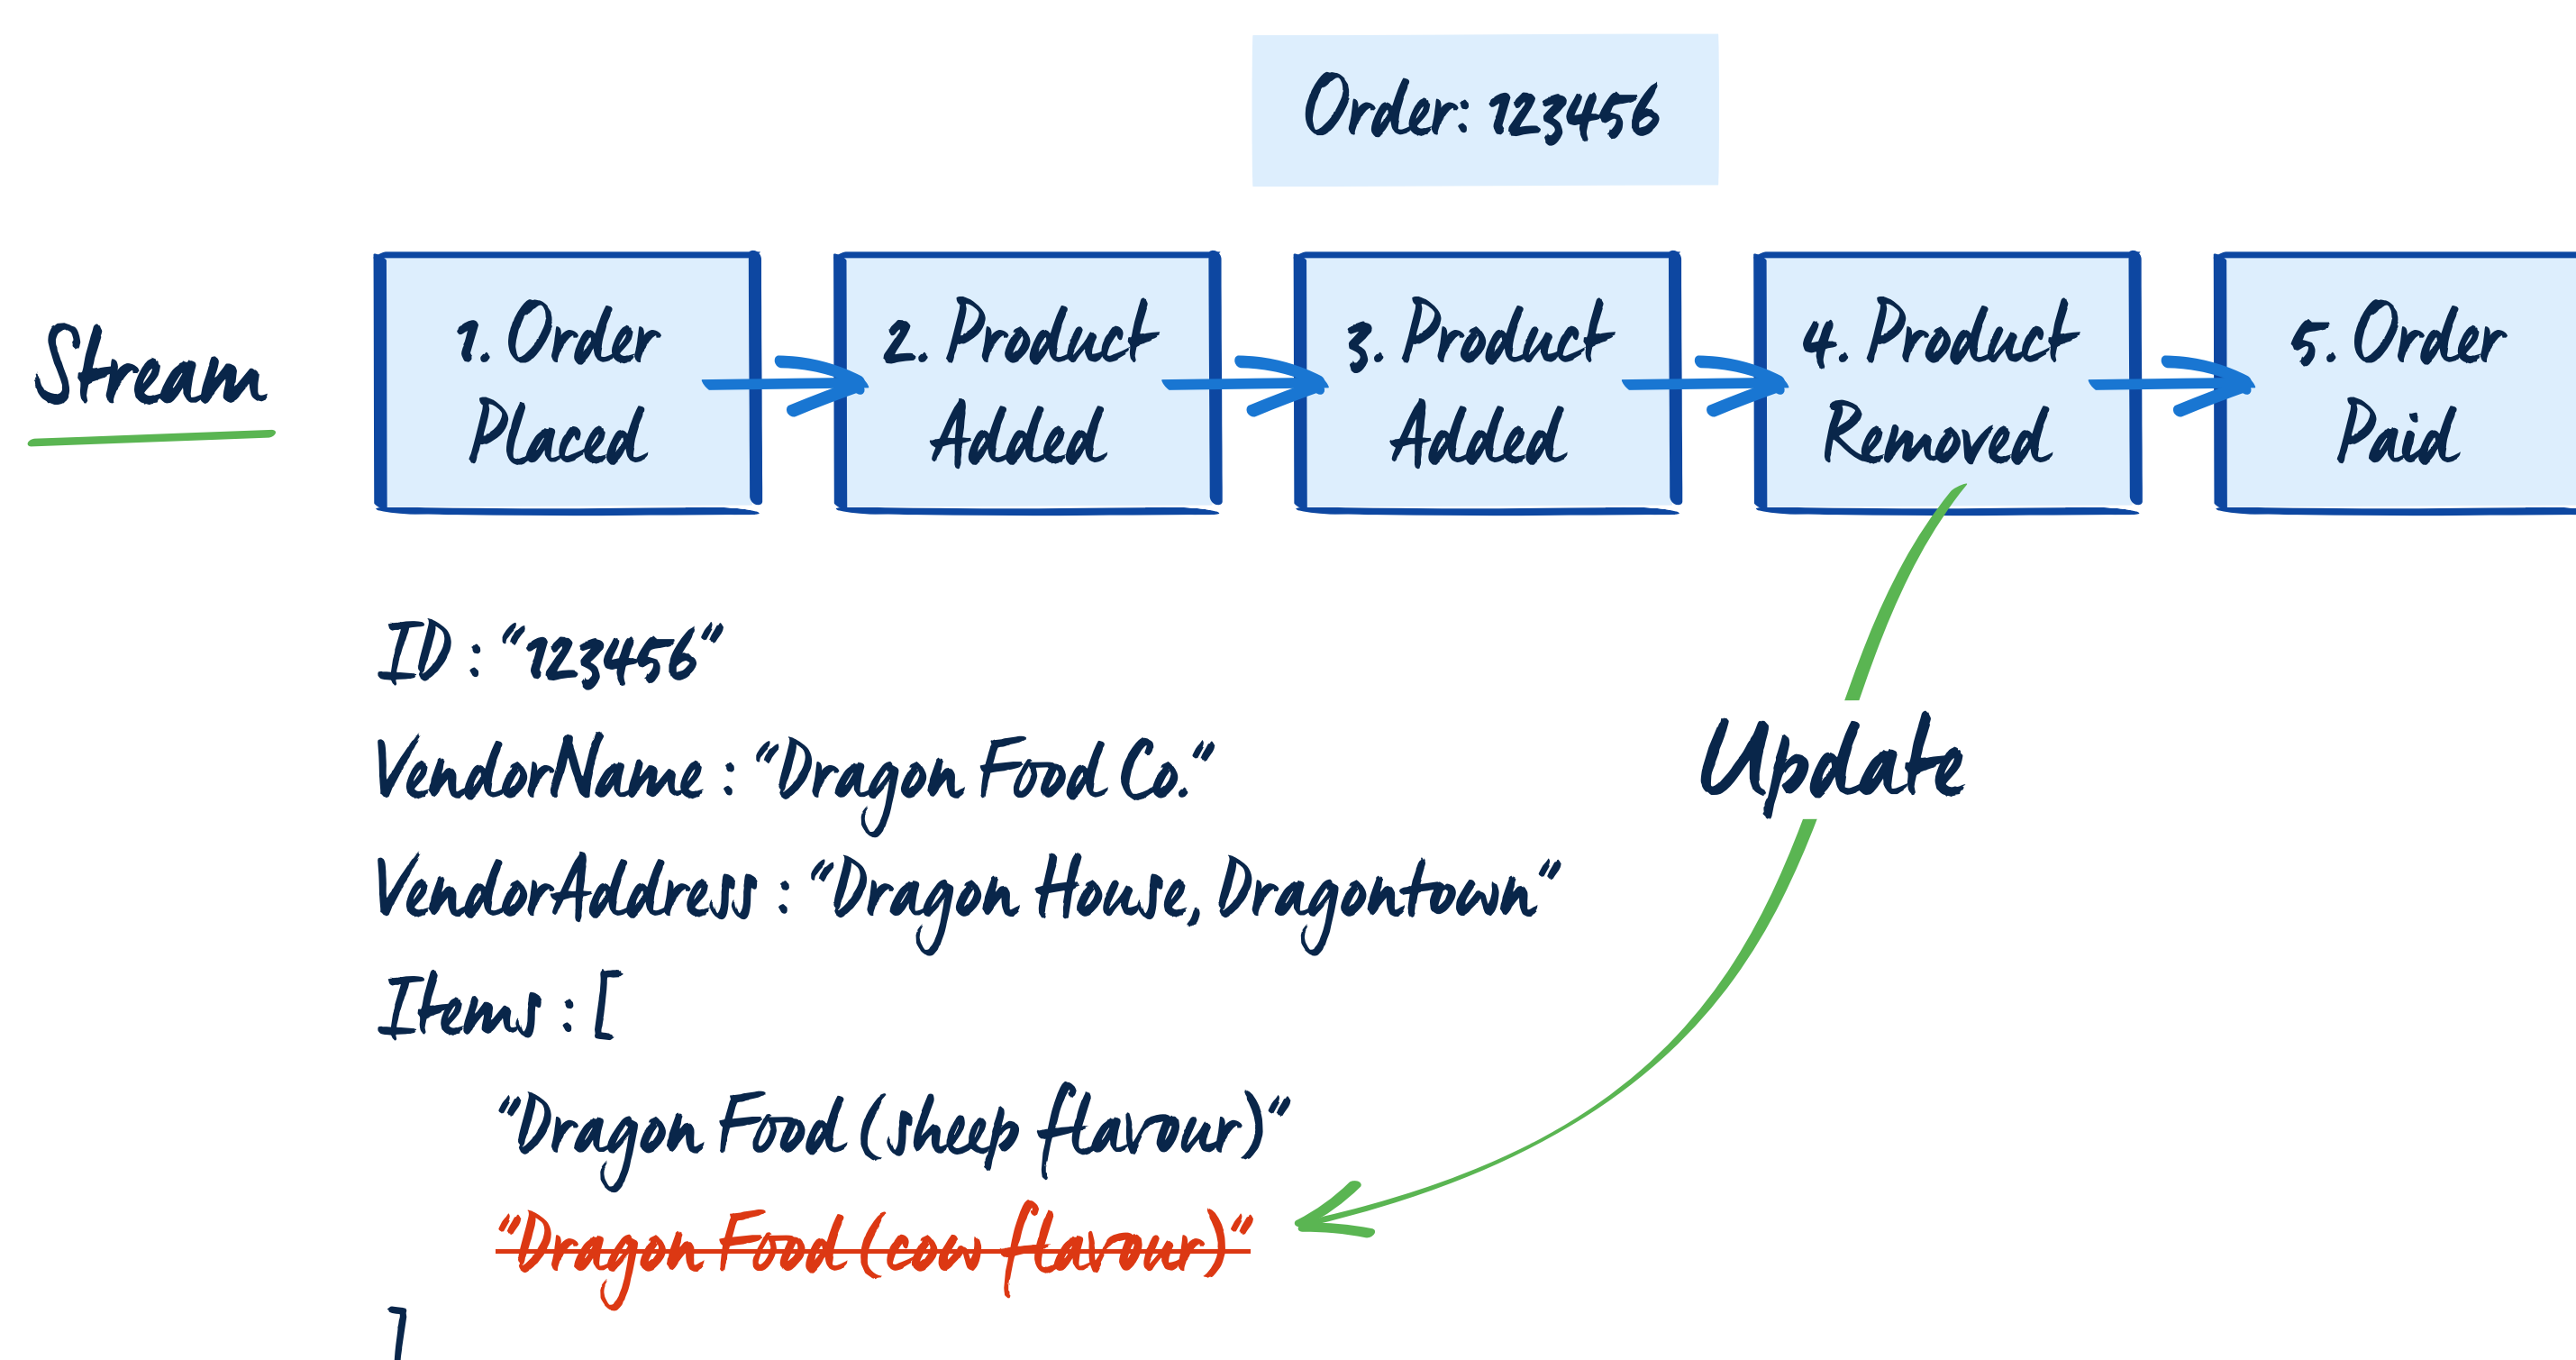 Order: 123456
Stream
1. Order
Placed
2. Product
Added
3. Product
Added
4. Product
Removed
5. Order
Paid
ID : "123456"
VendorName : "Dragon Food Co."
VendorAddress : "Dragon House, Dragontown"
Items : [
"Dragon Food (sheep flavour)"
"Dragon Food (cow flavour)"
]
Update